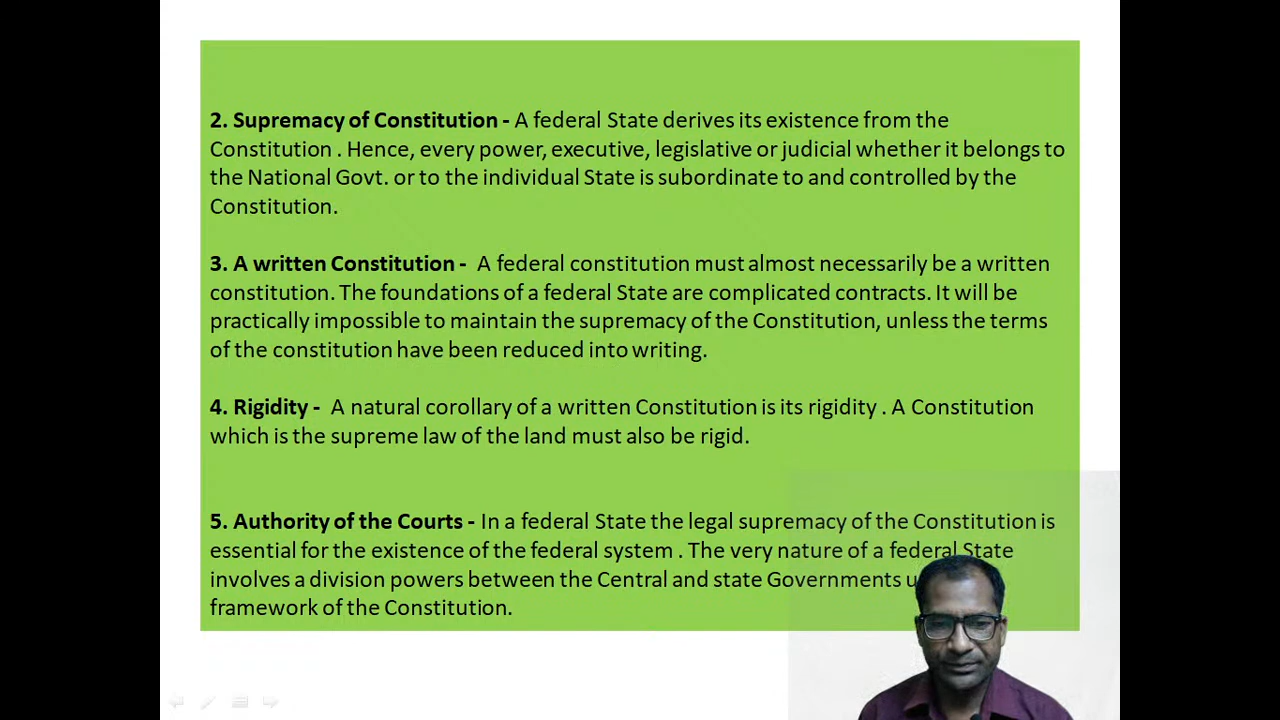 2. Supremacy of Constitution - A federal State derives its existence from the
Constitution . Hence, every power, executive, legislative or judicial whether it belongs to
the National Govt. or to the individual State is subordinate to and controlled by the
Constitution.
3. A written Constitution - A federal constitution must almost necessarily be a written
constitution. The foundations of a federal State are complicated contracts. It will be
practically impossible to maintain the supremacy of the Constitution, unless the terms
of the constitution have been reduced into writing.
4. Rigidity - A natural corollary of a written Constitution is its rigidity . A Constitution
which is the supreme law of the land must also be rigid.
5. Authority of the Courts - In a federal State the legal supremacy of the Constitution is
essential for the existence of the federal system . The very nature of a federal State
involves a division powers between the Central and state Governments
framework of the Constitution.